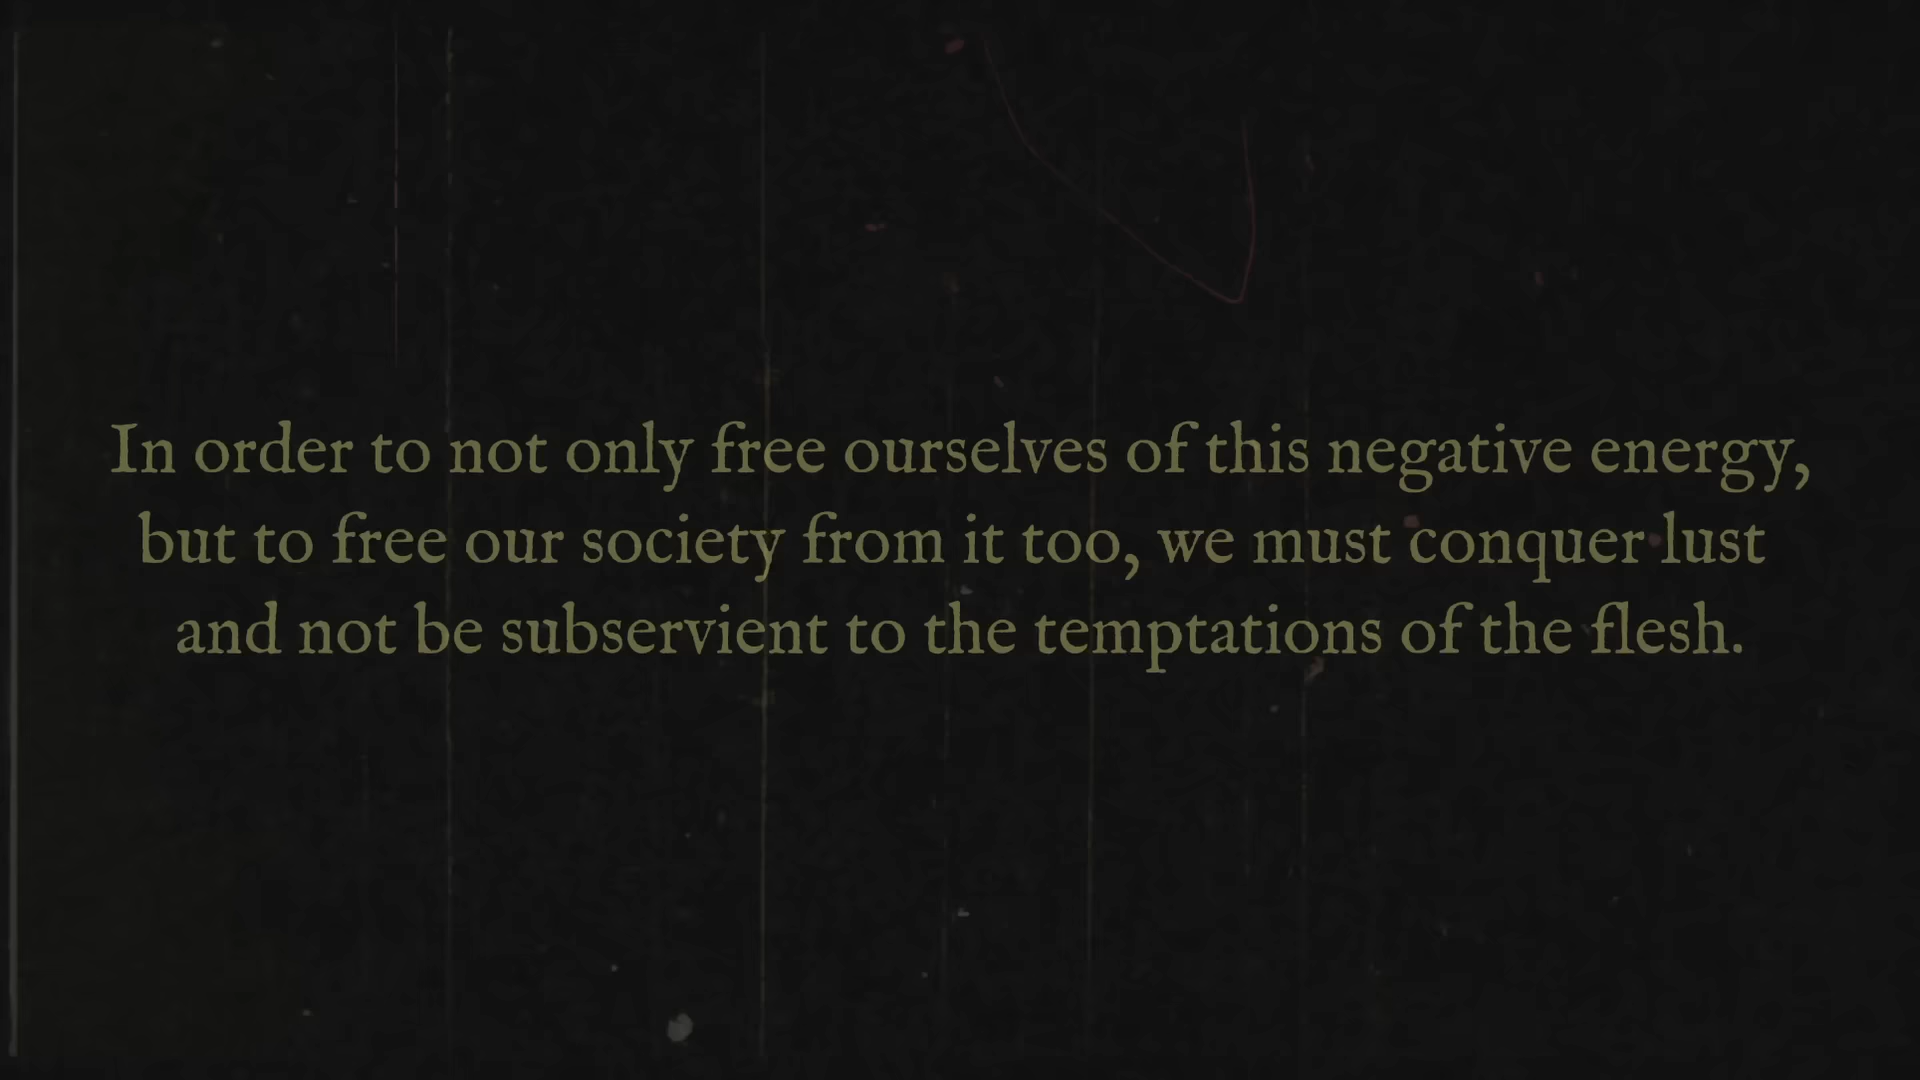 In order to not only free ourselves of this negative energy,
but to free our society from it too, we must conquer lust
and not be subservient to the temptations of the flesh.